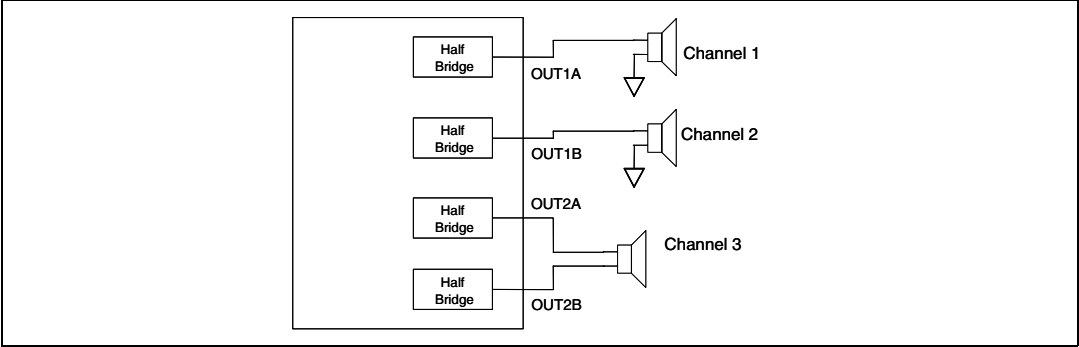 Half
Bridge
OUT1A
Channel 1
Half
Bridge
OUT1B
Channel 2
Half
Bridge
OUT2A
Channel 3
Half
Bridge
OUT2B